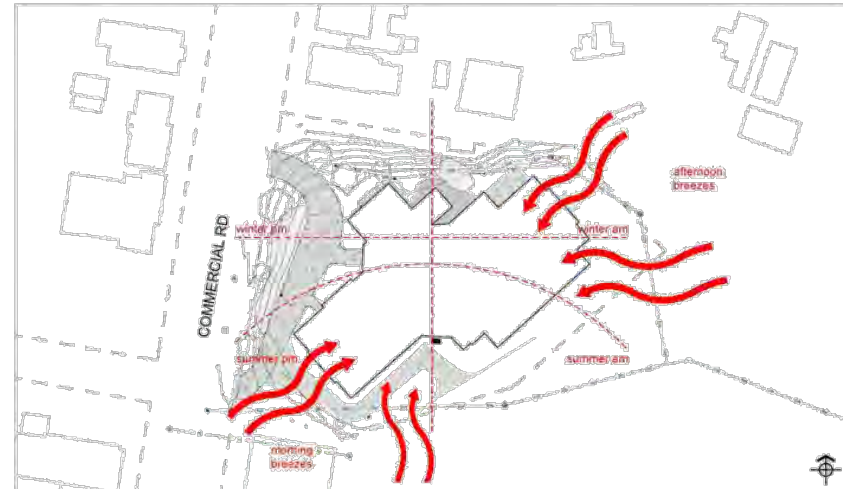 afternoon
breezes
winter pm
winter am
COMMERCIAL RD
summer pm
summer am
morning
breezes